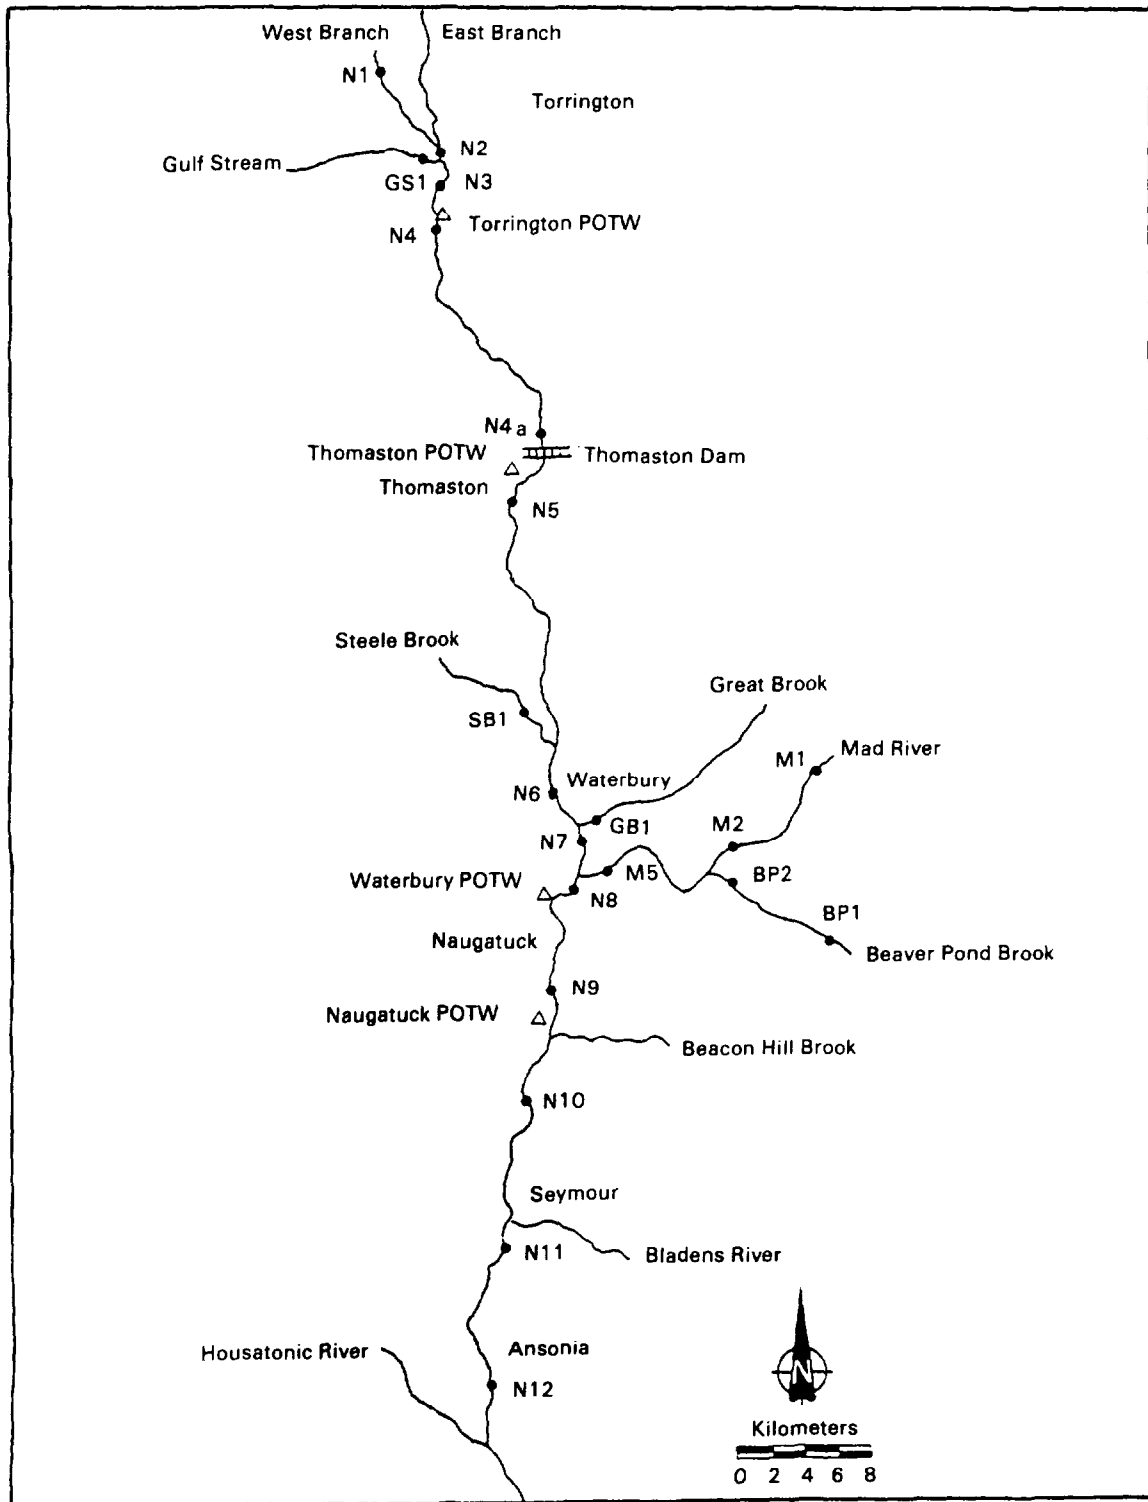 West Branch
East Branch
N1
Torrington
N2
Gulf Stream
GS1
N3
Torrington POTW
N4
N4a
Thomaston POTW
Thomaston Dam
Thomaston
N5
Steele Brook
Great Brook
SB1
Mad River
M1
N6
Waterbury
GB1
M2
N7
M5
BP2
Waterbury POTW
N8
BP1
Naugatuck
Beaver Pond Brook
N9
Naugatuck POTW
Beacon Hill Brook
N10
Seymour
N11
Bladens River
Housatonic River
Ansonia
N
N12
Kilometers
0 2 4 6 8